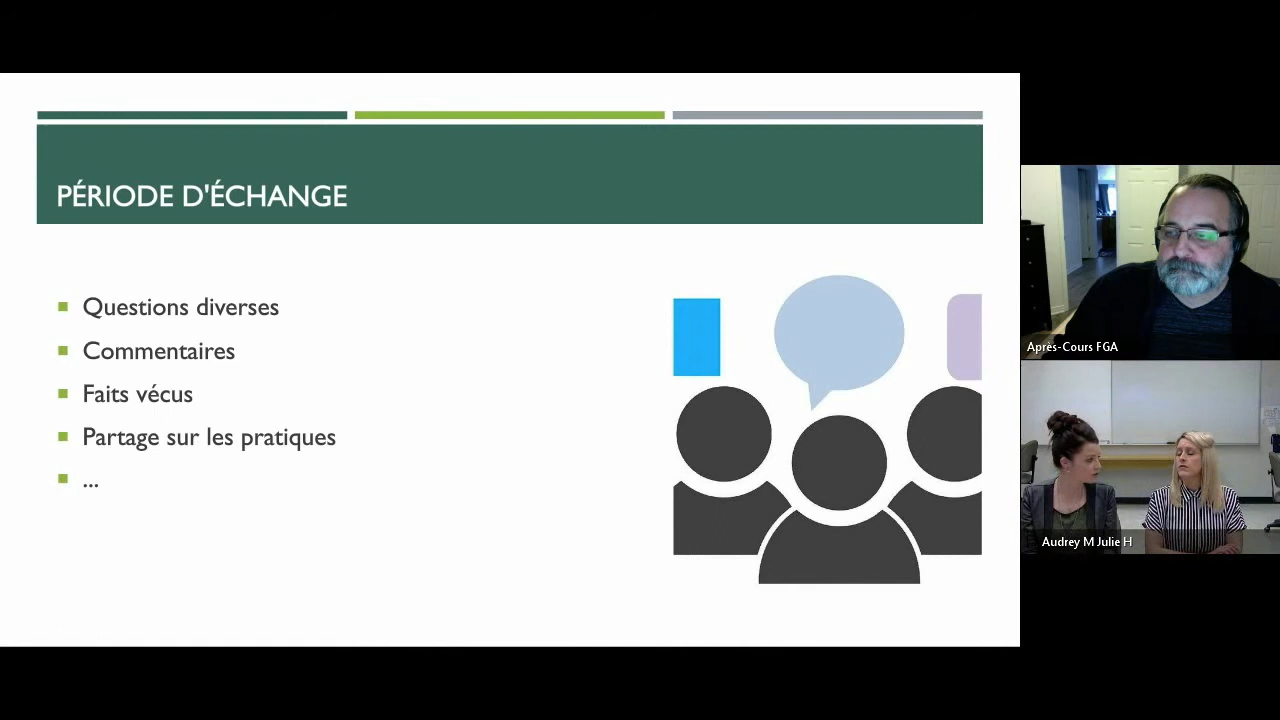 PÉRIODE D'ÉCHANGE
Questions diverses
Commentaires
Faits vécus
Partage sur les pratiques
...
Après-Cours FGA
Audrey M Julie H